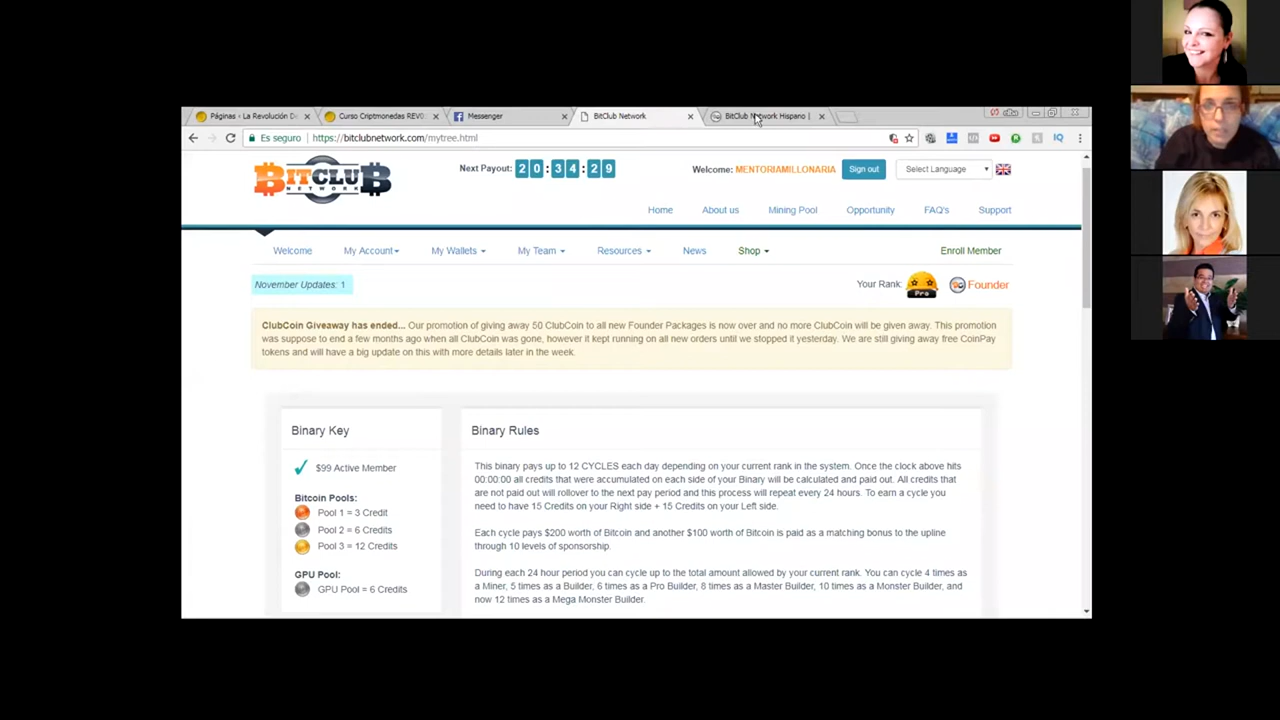 Páginas ‹ La Revolución D
Curso Criptmonedas REV0
Messenger
BitClub Network
BitClub Network Hispano |
Es seguro
https://bitclubnetwork.com/mytree.html
BITCLUB
NETWORK
Next Payout: 20:34:29
Welcome: MENTORIAMILLONARIA
Sign out
Select Language
Home
About us
Mining Pool
Opportunity
FAQ's
Support
Welcome
My Account
My Wallets
My Team
Resources
News
Shop
Enroll Member
November Updates: 1
Your Rank:
Pro
Founder
ClubCoin Giveaway has ended... Our promotion of giving away 50 ClubCoin to all new Founder Packages is now over and no more ClubCoin will be given away. This promotion
was suppose to end a few months ago when all ClubCoin was gone, however it kept running on all new orders until we stopped it yesterday. We are still giving away free CoinPay
tokens and will have a big update on this with more details later in the week.
Binary Key
$99 Active Member
Bitcoin Pools:
Pool 1 = 3 Credit
Pool 2 = 6 Credits
Pool 3 = 12 Credits
GPU Pool:
GPU Pool = 6 Credits
Binary Rules
This binary pays up to 12 CYCLES each day depending on your current rank in the system. Once the clock above hits
00:00:00 all credits that were accumulated on each side of your Binary will be calculated and paid out. All credits that
are not paid out will rollover to the next pay period and this process will repeat every 24 hours. To earn a cycle you
need to have 15 Credits on your Right side + 15 Credits on your Left side.
Each cycle pays $200 worth of Bitcoin and another $100 worth of Bitcoin is paid as a matching bonus to the upline
through 10 levels of sponsorship.
During each 24 hour period you can cycle up to the total amount allowed by your current rank. You can cycle 4 times as
a Miner, 5 times as a Builder, 6 times as a Pro Builder, 8 times as a Master Builder, 10 times as a Monster Builder, and
now 12 times as a Mega Monster Builder.